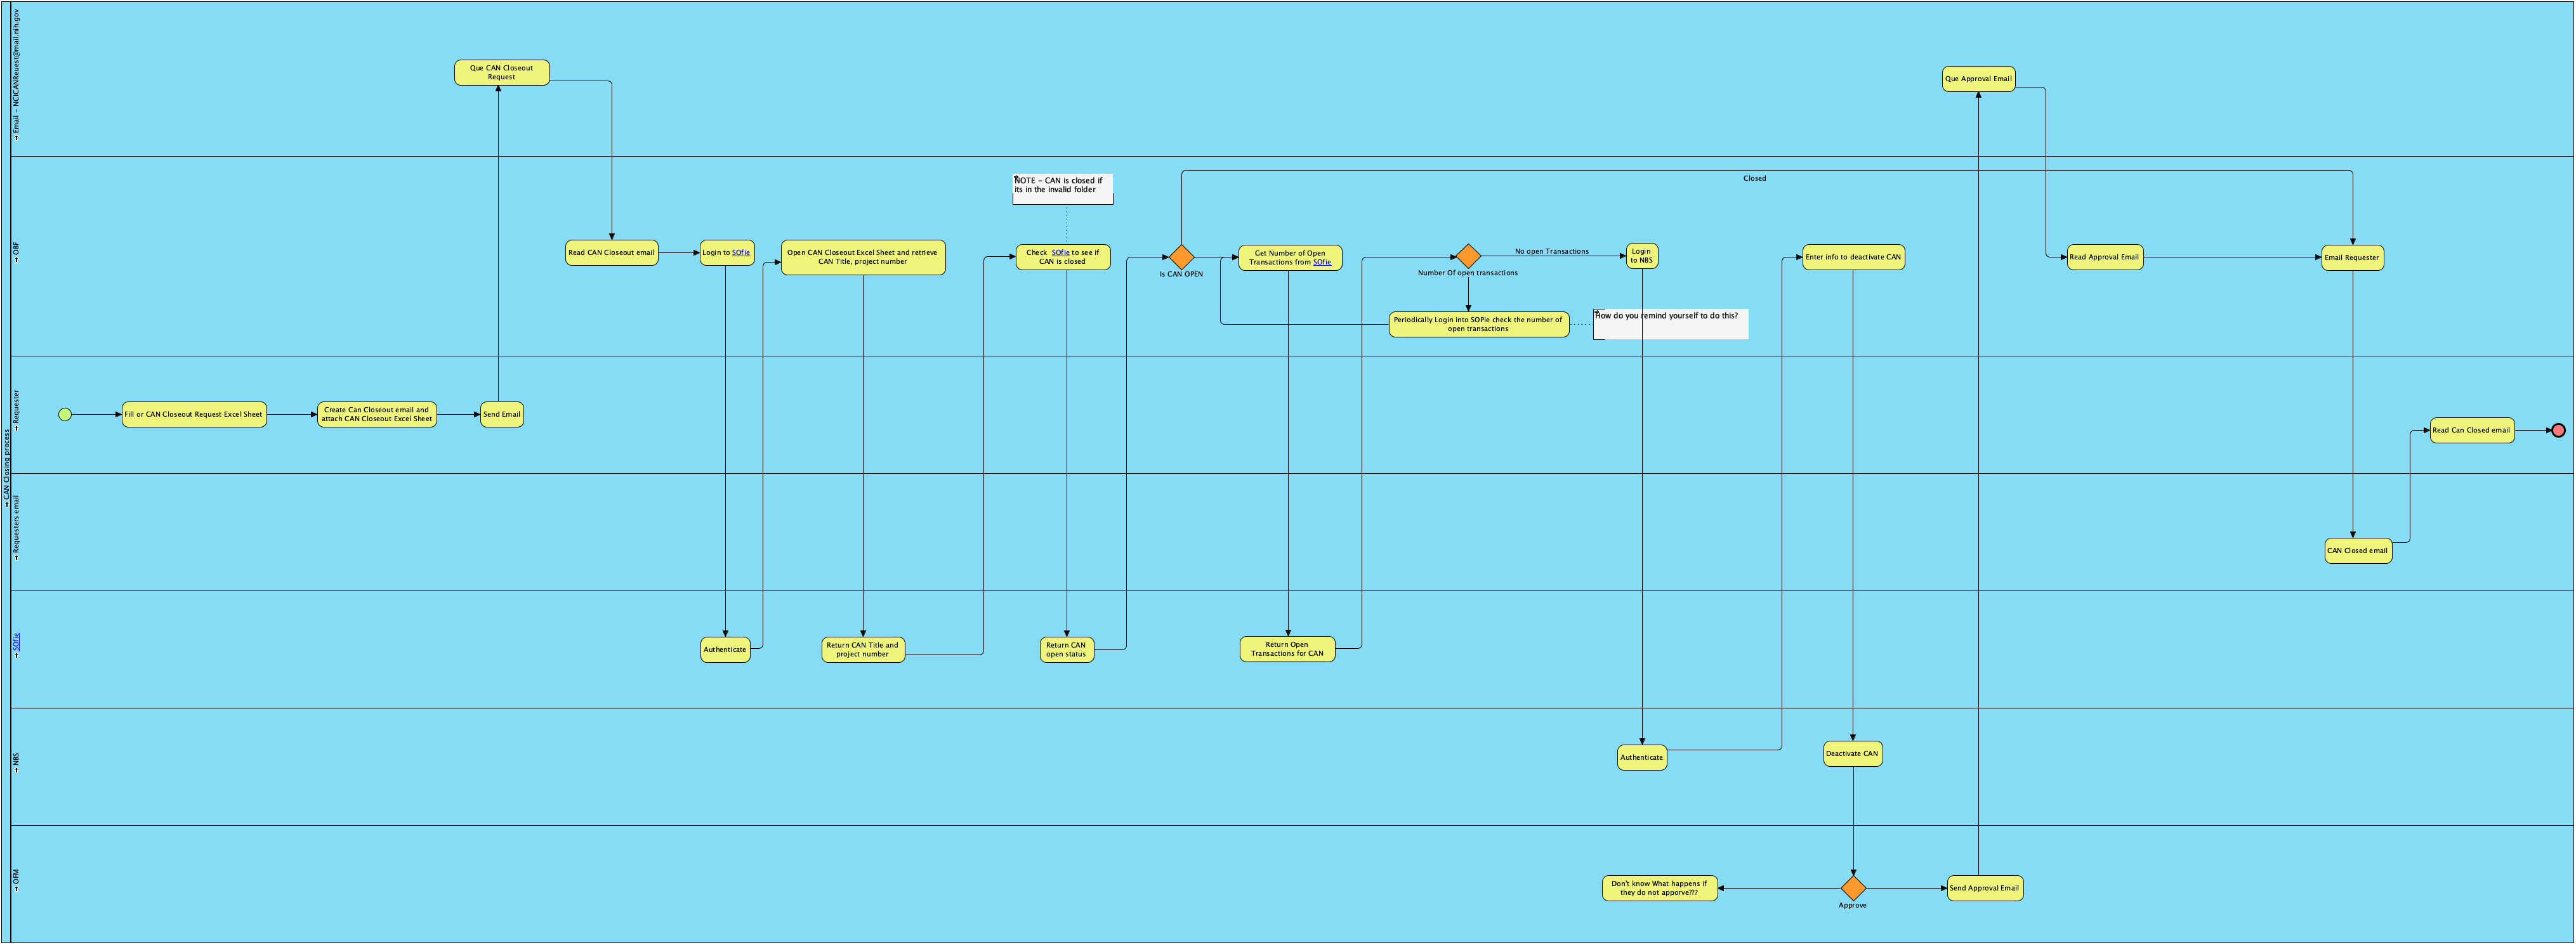 CAN Closing process
Email - NCICANReuest@mail.nih.gov
Que CAN Closeout
Request
Que Approval Email
OBF
NOTE - CAN is closed if
its in the invalid folder
Closed
Read CAN Closeout email
Login to SOfie
Open CAN Closeout Excel Sheet and retrieve
CAN Title, project number
Check SOfie to see if
CAN is closed
Is CAN OPEN
Get Number of Open
Transactions from SOfie
Number Of open transactions
No open Transactions
Login
to NBS
Enter info to deactivate CAN
Read Approval Email
Email Requester
Periodically Login into SOPie check the number of
open transactions
How do you remind yourself to do this?
Requester
Fill or CAN Closeout Request Excel Sheet
Create Can Closeout email and
attach CAN Closeout Excel Sheet
Send Email
Read Can Closed email
Requesters email
CAN Closed email
SOfie
Authenticate
Return CAN Title and
project number
Return CAN
open status
Return Open
Transactions for CAN
NBS
Authenticate
Deactivate CAN
OFM
Don't know What happens if
they do not apporve???
Approve
Send Approval Email